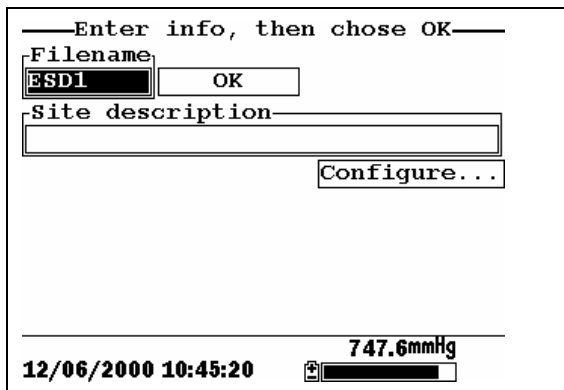 Enter info, then chose OK
Filename
ESD1 OK
Site description
Configure...
747.6mmHg
12/06/2000 10:45:20